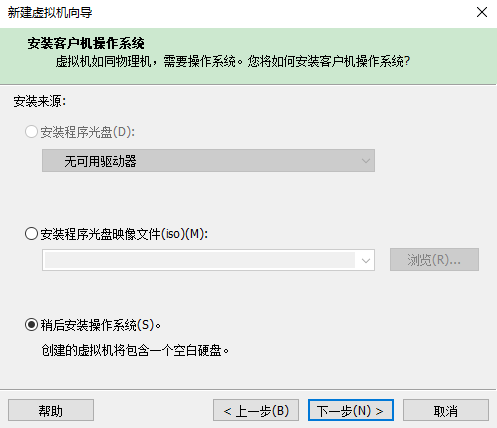 新建虚拟机向导
安装客户机操作系统
虚拟机如同物理机，需要操作系统。您将如何安装客户机操作系统?
安装来源:
安装程序光盘(D):
无可用驱动器
安装程序光盘映像文件(iso)(M):
浏览(R)...
稍后安装操作系统(S)。
创建的虚拟机将包含一个空白硬盘。
帮助
< 上一步(B)
下一步(N) >
取消